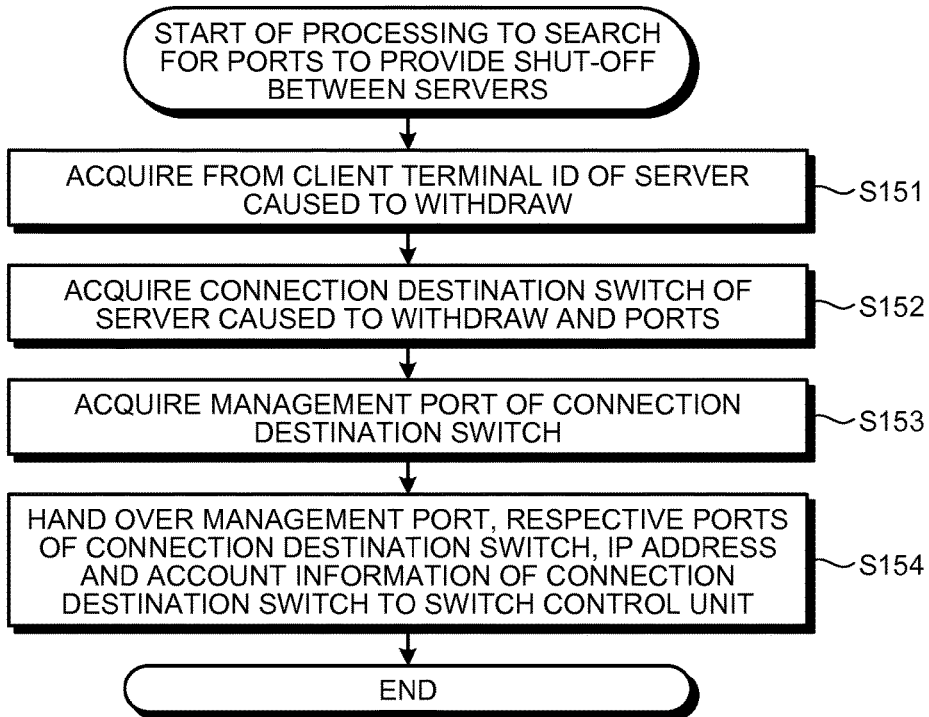 START OF PROCESSING TO SEARCH
FOR PORTS TO PROVIDE SHUT-OFF
BETWEEN SERVERS
ACQUIRE FROM CLIENT TERMINAL ID OF SERVER
CAUSED TO WITHDRAW
S151
ACQUIRE CONNECTION DESTINATION SWITCH OF
SERVER CAUSED TO WITHDRAW AND PORTS
S152
ACQUIRE MANAGEMENT PORT OF CONNECTION
DESTINATION SWITCH
S153
HAND OVER MANAGEMENT PORT, RESPECTIVE PORTS
OF CONNECTION DESTINATION SWITCH, IP ADDRESS
AND ACCOUNT INFORMATION OF CONNECTION
DESTINATION SWITCH TO SWITCH CONTROL UNIT
S154
END